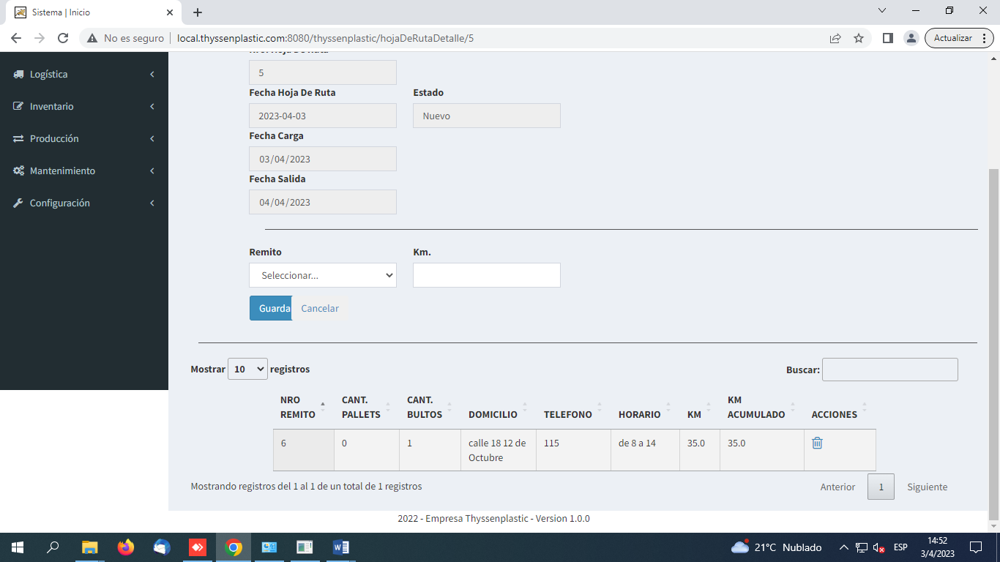 Sistema | Inicio
No es seguro
local.thyssenplastic.com:8080/thyssenplastic/hojaDeRutaDetalle/5
Actualizar
Logística
Inventario
Producción
Mantenimiento
Configuración
5
Fecha Hoja De Ruta
Estado
2023-04-03
Nuevo
Fecha Carga
03/04/2023
Fecha Salida
04/04/2023
Remito
Km.
Seleccionar...
Guarda
Cancelar
Mostrar 10 registros
Buscar:
NRO REMITO
CANT. PALLETS
CANT. BULTOS
DOMICILIO
TELEFONO
HORARIO
KM
KM ACUMULADO
ACCIONES
6
0
1
calle 18 12 de
Octubre
115
de 8 a 14
35.0
35.0
Mostrando registros del 1 al 1 de un total de 1 registros
Anterior
1
Siguiente
2022 - Empresa Thyssenplastic - Version 1.0.0
21°C Nublado
ESP
14:52
3/4/2023